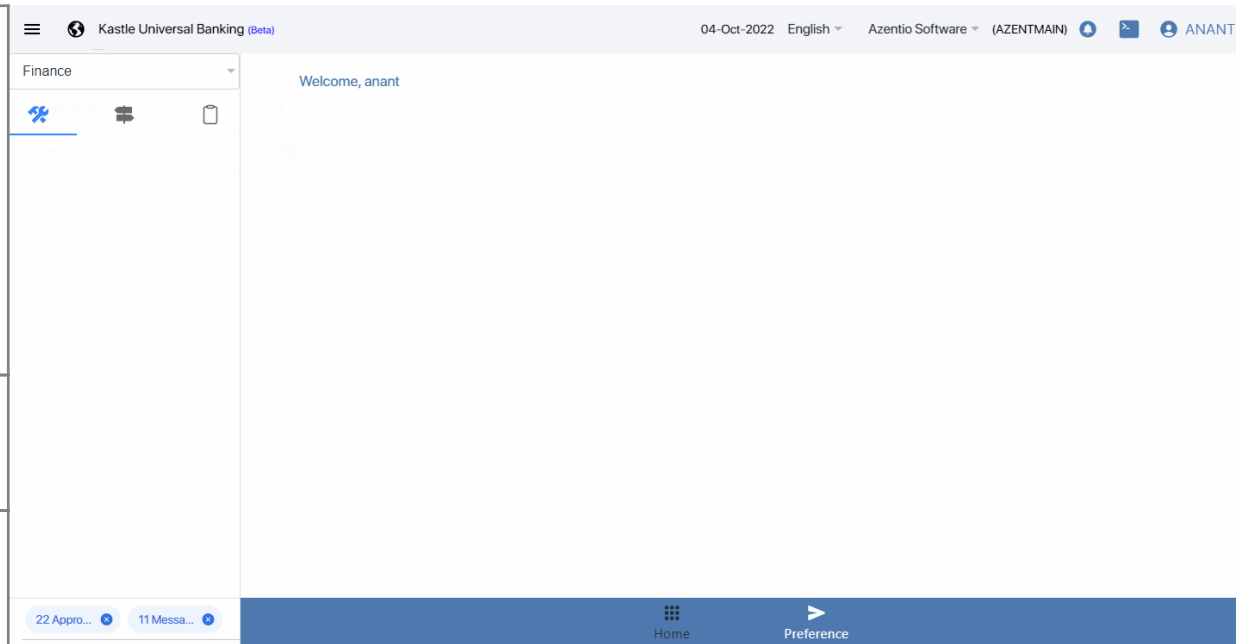 Kastle Universal Banking (Beta) 04-Oct-2022 English Azentio Software (AZENTMAIN) ANANT
Finance
Welcome, anant
22 Appro... 11 Messa...
Home Preference